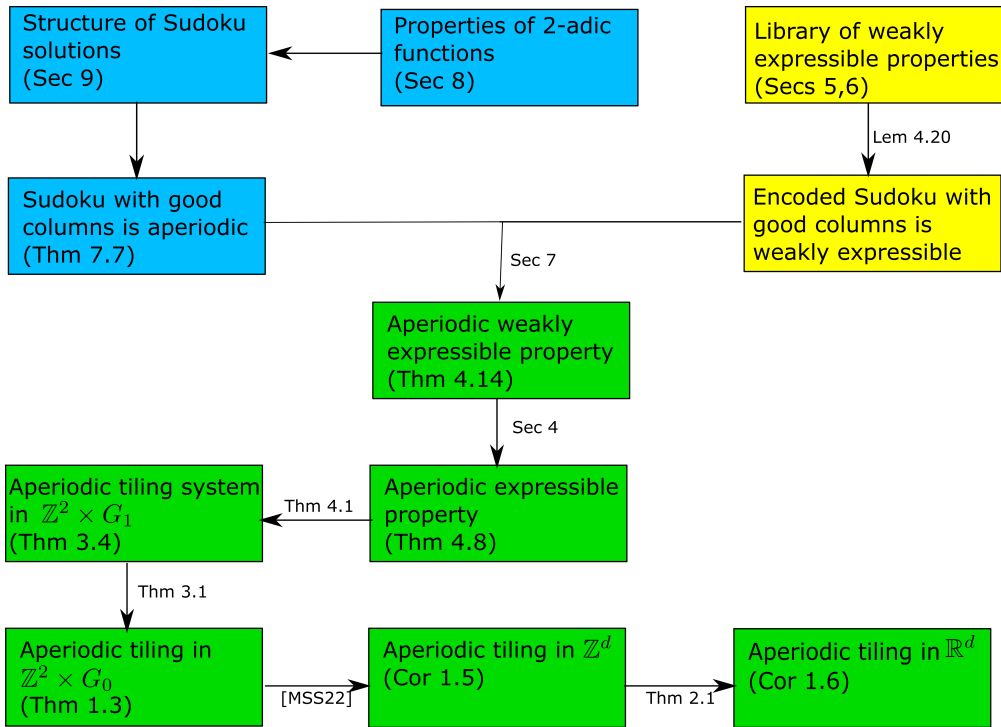 Structure of Sudoku
solutions
(Sec 9)
Properties of 2-adic
functions
(Sec 8)
Library of weakly
expressible properties
(Secs 5,6)
Lem 4.20
Sudoku with good
columns is aperiodic
(Thm 7.7)
Encoded Sudoku with
good columns is
weakly expressible
Sec 7
Aperiodic weakly
expressible property
(Thm 4.14)
Sec 4
Aperiodic tiling system
in ℤ² × G₁
(Thm 3.4)
Thm 4.1
Aperiodic expressible
property
(Thm 4.8)
Thm 3.1
Aperiodic tiling in
ℤ² × G₀
(Thm 1.3)
[MSS22]
Aperiodic tiling in ℤᵈ
(Cor 1.5)
Thm 2.1
Aperiodic tiling in ℝᵈ
(Cor 1.6)